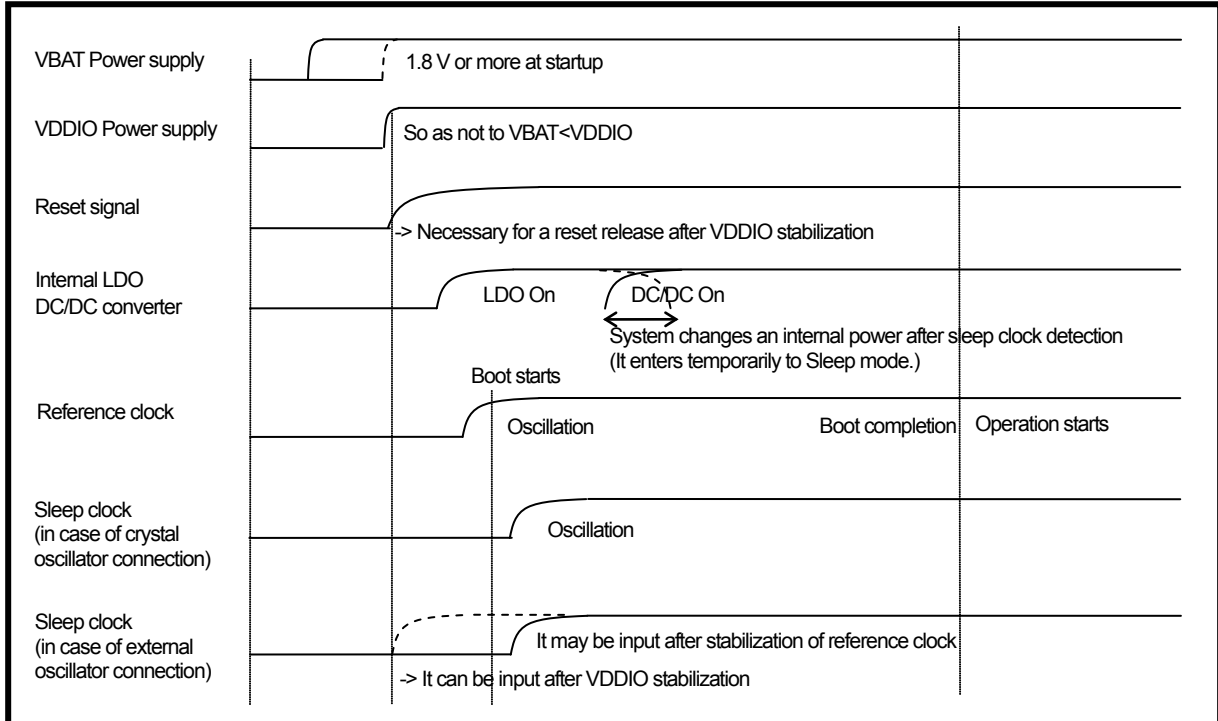 VBAT Power supply
1.8 V or more at startup
VDDIO Power supply
So as not to VBAT<VDDIO
Reset signal
-> Necessary for a reset release after VDDIO stabilization
Internal LDO
DC/DC converter
LDO On
DC/DC On
System changes an internal power after sleep clock detection
(It enters temporarily to Sleep mode.)
Boot starts
Reference clock
Oscillation
Boot completion
Operation starts
Sleep clock
(in case of crystal
oscillator connection)
Oscillation
Sleep clock
(in case of external
oscillator connection)
It may be input after stabilization of reference clock
-> It can be input after VDDIO stabilization